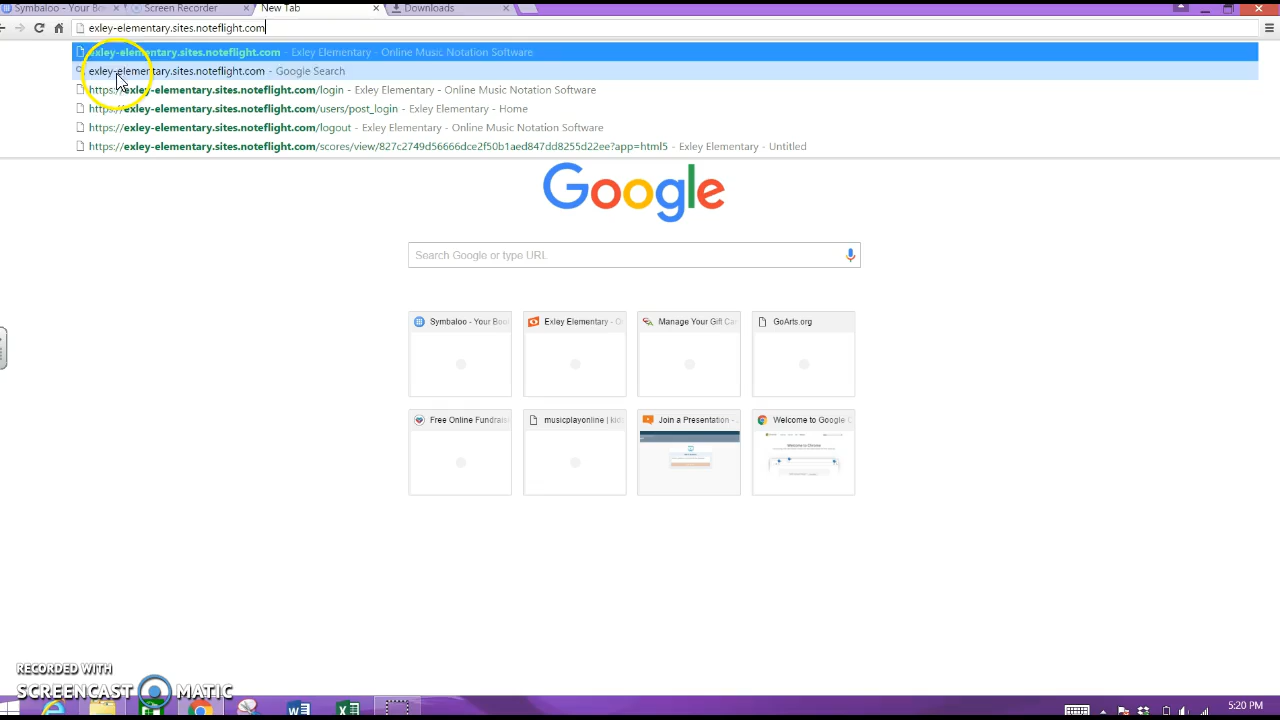 Symbaloo - Your Bo
Screen Recorder
New Tab
Downloads
exley-elementary.sites.noteflight.com
exley-elementary.sites.noteflight.com - Exley Elementary - Online Music Notation Software
exley-elementary.sites.noteflight.com - Google Search
https://exley-elementary.sites.noteflight.com/login - Exley Elementary - Online Music Notation Software
https://exley-elementary.sites.noteflight.com/users/post_login - Exley Elementary - Home
https://exley-elementary.sites.noteflight.com/logout - Exley Elementary - Online Music Notation Software
https://exley-elementary.sites.noteflight.com/scores/view/827c2749d56666dce2f50b1aed847dd8255d22ee?app=html5 - Exley Elementary - Untitled
Google
Search Google or type URL
Symbaloo - Your Boo
Exley Elementary - O
Manage Your Gift Ca
GoArts.org
Free Online Fundrais
musicplayonline | kid
Join a Presentation -
Welcome to Google C
Welcome to Chrome
RECORDED WITH
SCREENCAST MATIC
5:20 PM